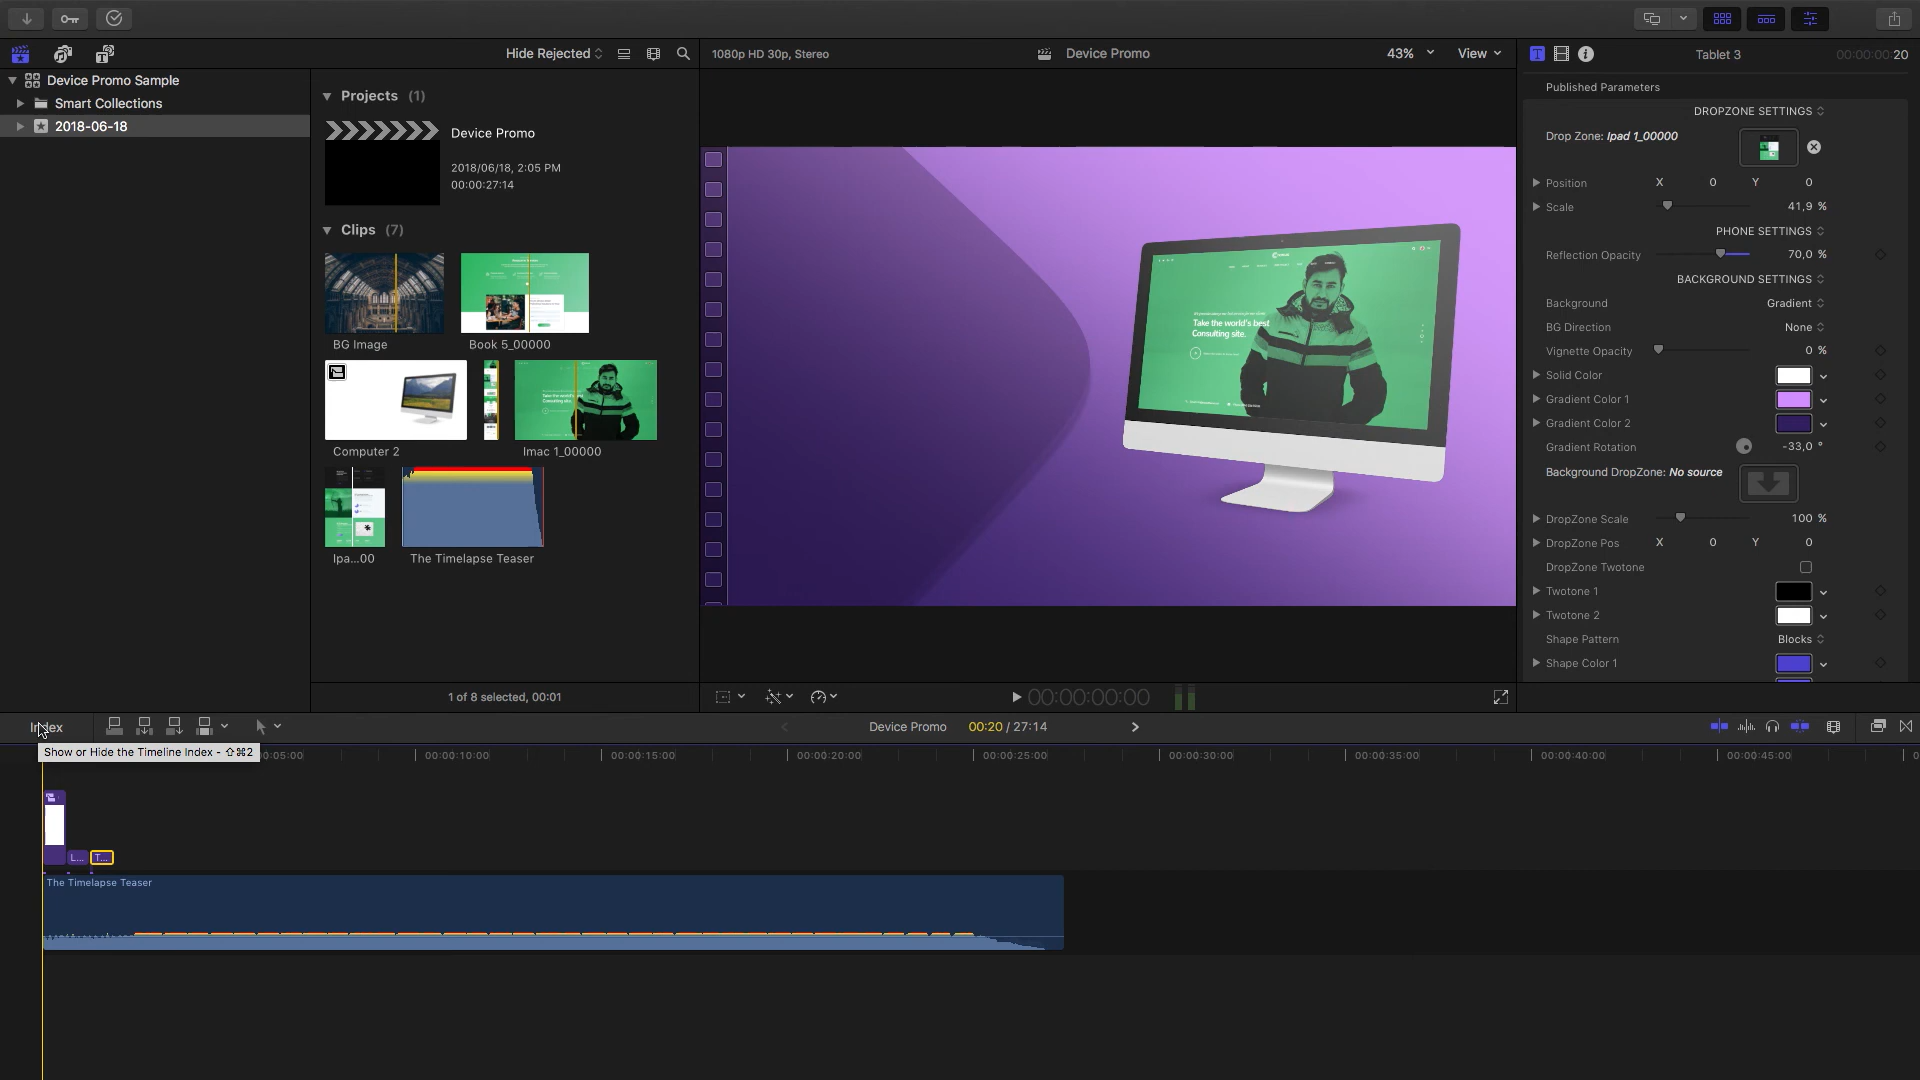 Hide Rejected
1080p HD 30p, Stereo
Device Promo
43%
View
Tablet 3
00:00:00:20
Device Promo Sample
Smart Collections
2018-06-18
Projects (1)
Device Promo
2018/06/18, 2:05 PM
00:00:27:14
Clips (7)
BG Image
Book 5_00000
Computer 2
Imac 1_00000
Ipa...00
The Timelapse Teaser
1 of 8 selected, 00:01
Take the world's best
Consulting site.
Published Parameters
DROPZONE SETTINGS
Drop Zone: Ipad 1_00000
Position X 0 Y 0
Scale 41,9 %
PHONE SETTINGS
Reflection Opacity 70,0 %
BACKGROUND SETTINGS
Background Gradient
BG Direction None
Vignette Opacity 0 %
Solid Color
Gradient Color 1
Gradient Color 2
Gradient Rotation -33,0 °
Background DropZone: No source
DropZone Scale 100 %
DropZone Pos X 0 Y 0
DropZone Twotone
Twotone 1
Twotone 2
Shape Pattern Blocks
Shape Color 1
00:00:00:00
Index
Device Promo 00:20 / 27:14
Show or Hide the Timeline Index - ⇧⌘2
0:05:00
00:00:10:00
00:00:15:00
00:00:20:00
00:00:25:00
00:00:30:00
00:00:35:00
00:00:40:00
00:00:45:00
L...
T...
The Timelapse Teaser